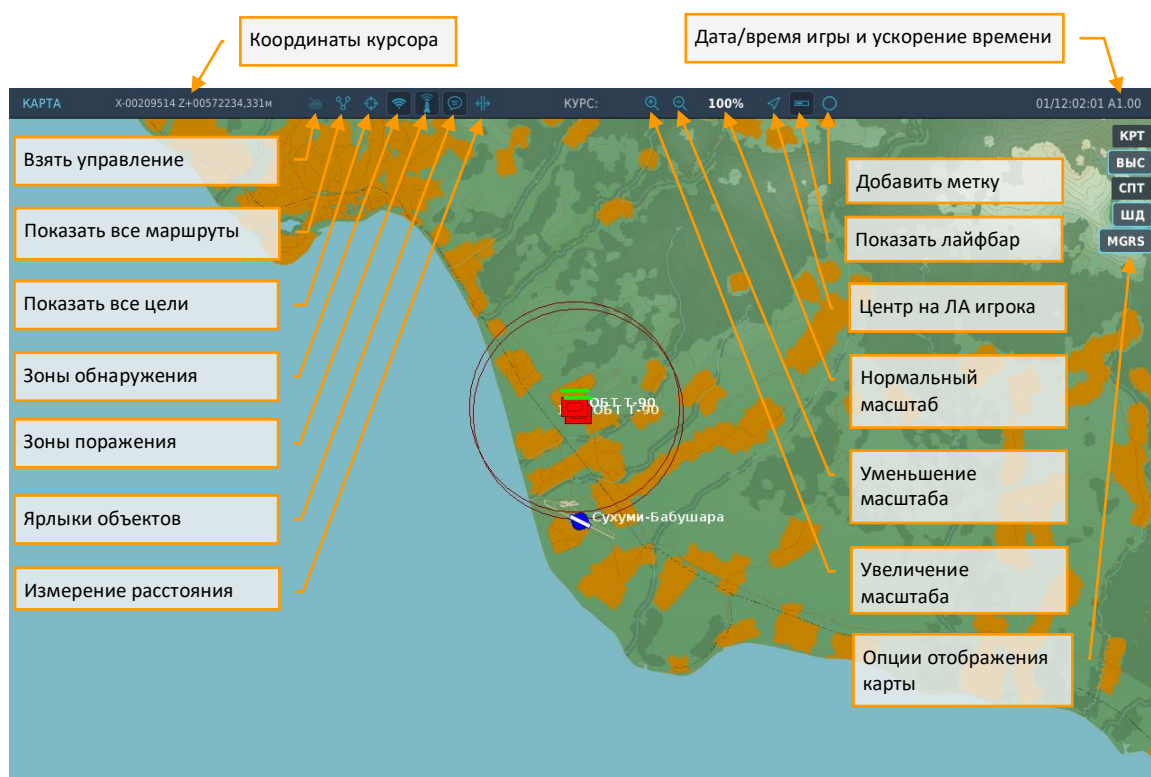 Координаты курсора
Дата/время игры и ускорение времени
КАРТА
X-00209514 Z+00572234,331м
КУРС:
100%
01/12:02:01 A1.00
КРТ
ВЫС
СПТ
ШД
MGRS
Взять управление
Показать все маршруты
Показать все цели
Зоны обнаружения
Зоны поражения
Ярлыки объектов
Измерение расстояния
ОБТ Т-90
ОБТ Т-90
Сухуми-Бабушара
Добавить метку
Показать лайфбар
Центр на ЛА игрока
Нормальный
масштаб
Уменьшение
масштаба
Увеличение
масштаба
Опции отображения
карты